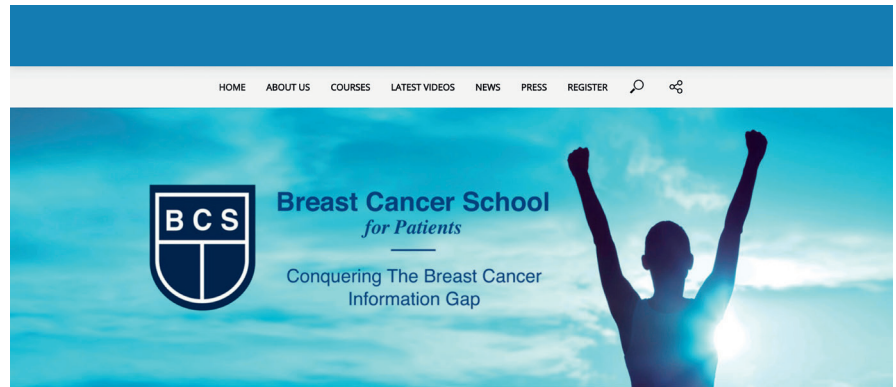 HOME ABOUT US COURSES LATEST VIDEOS NEWS PRESS REGISTER
BCS
Breast Cancer School
for Patients
Conquering The Breast Cancer
Information Gap